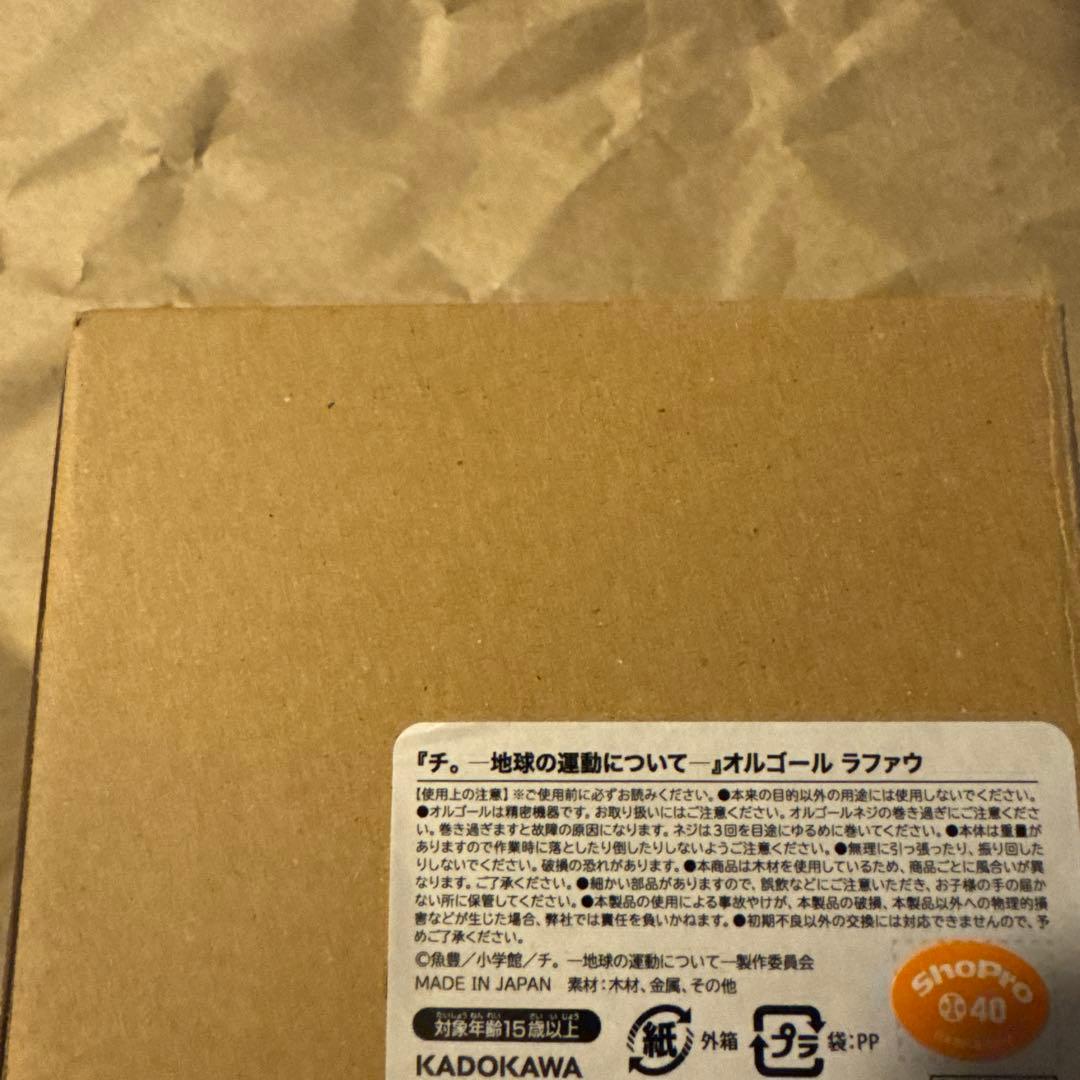 『チ。―地球の運動について―』オルゴール ラファウ
【使用上の注意】※ご使用前に必ずお読みください。●本来の目的以外の用途には使用しないでください。
●オルゴールは精密機器です。お取り扱いにはご注意ください。オルゴールネジの巻き過ぎにご注意くださ
い。巻き過ぎますと故障の原因になります。ネジは3回を目途にゆるめに巻いてください。●本体は重量が
ありますので作業時に落としたり倒したりしないようご注意ください。●無理に引っ張ったり、振り回した
りしないでください。破損の恐れがあります。●本商品は木材を使用しているため、商品ごとに風合いが異
なります。ご了承ください。●細かい部品がありますので、誤飲などにご注意いただき、お子様の手の届か
ない所に保管してください。●本製品の使用による事故やけが、本製品の破損、本製品以外への物理的損
害などが生じた場合、弊社では責任を負いかねます。●初期不良以外の交換には対応できませんので、予
めご了承ください。
©魚豊/小学館/チ。―地球の運動について―製作委員会
MADE IN JAPAN 素材:木材、金属、その他
たいしょうねんれい さいいじょう
対象年齢15歳以上
紙 外箱 プラ 袋:PP
KADOKAWA
ShoPro
40